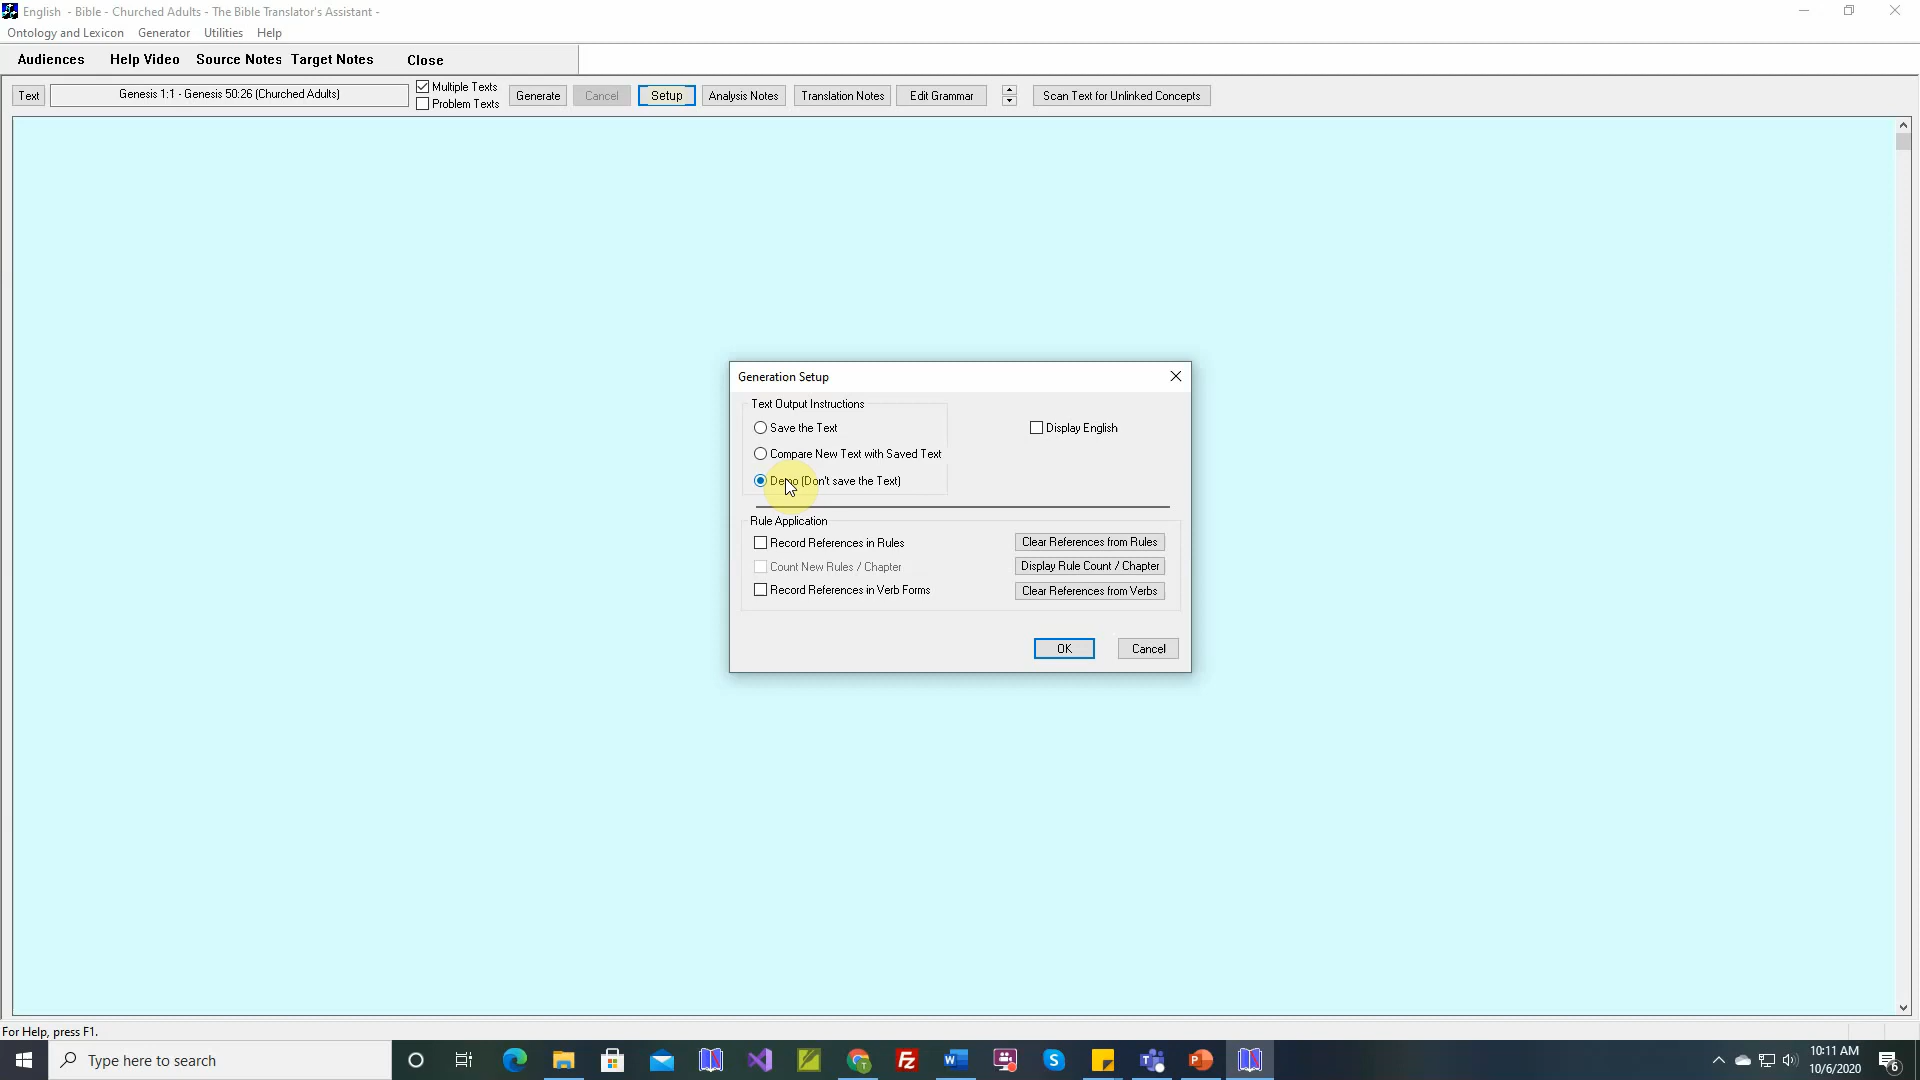 English - Bible - Churched Adults - The Bible Translator's Assistant -
Ontology and Lexicon Generator Utilities Help
Audiences Help Video Source Notes Target Notes Close
Text Genesis 1:1 - Genesis 50:26 (Churched Adults) Multiple Texts Generate Cancel Setup Analysis Notes Translation Notes Edit Grammar Scan Text for Unlinked Concepts
Problem Texts
Generation Setup
Text Output Instructions
Save the Text Display English
Compare New Text with Saved Text
Demo (Don't save the Text)
Rule Application
Record References in Rules Clear References from Rules
Count New Rules / Chapter Display Rule Count / Chapter
Record References in Verb Forms Clear References from Verbs
OK Cancel
For Help, press F1.
Type here to search
10:11 AM
10/6/2020
6